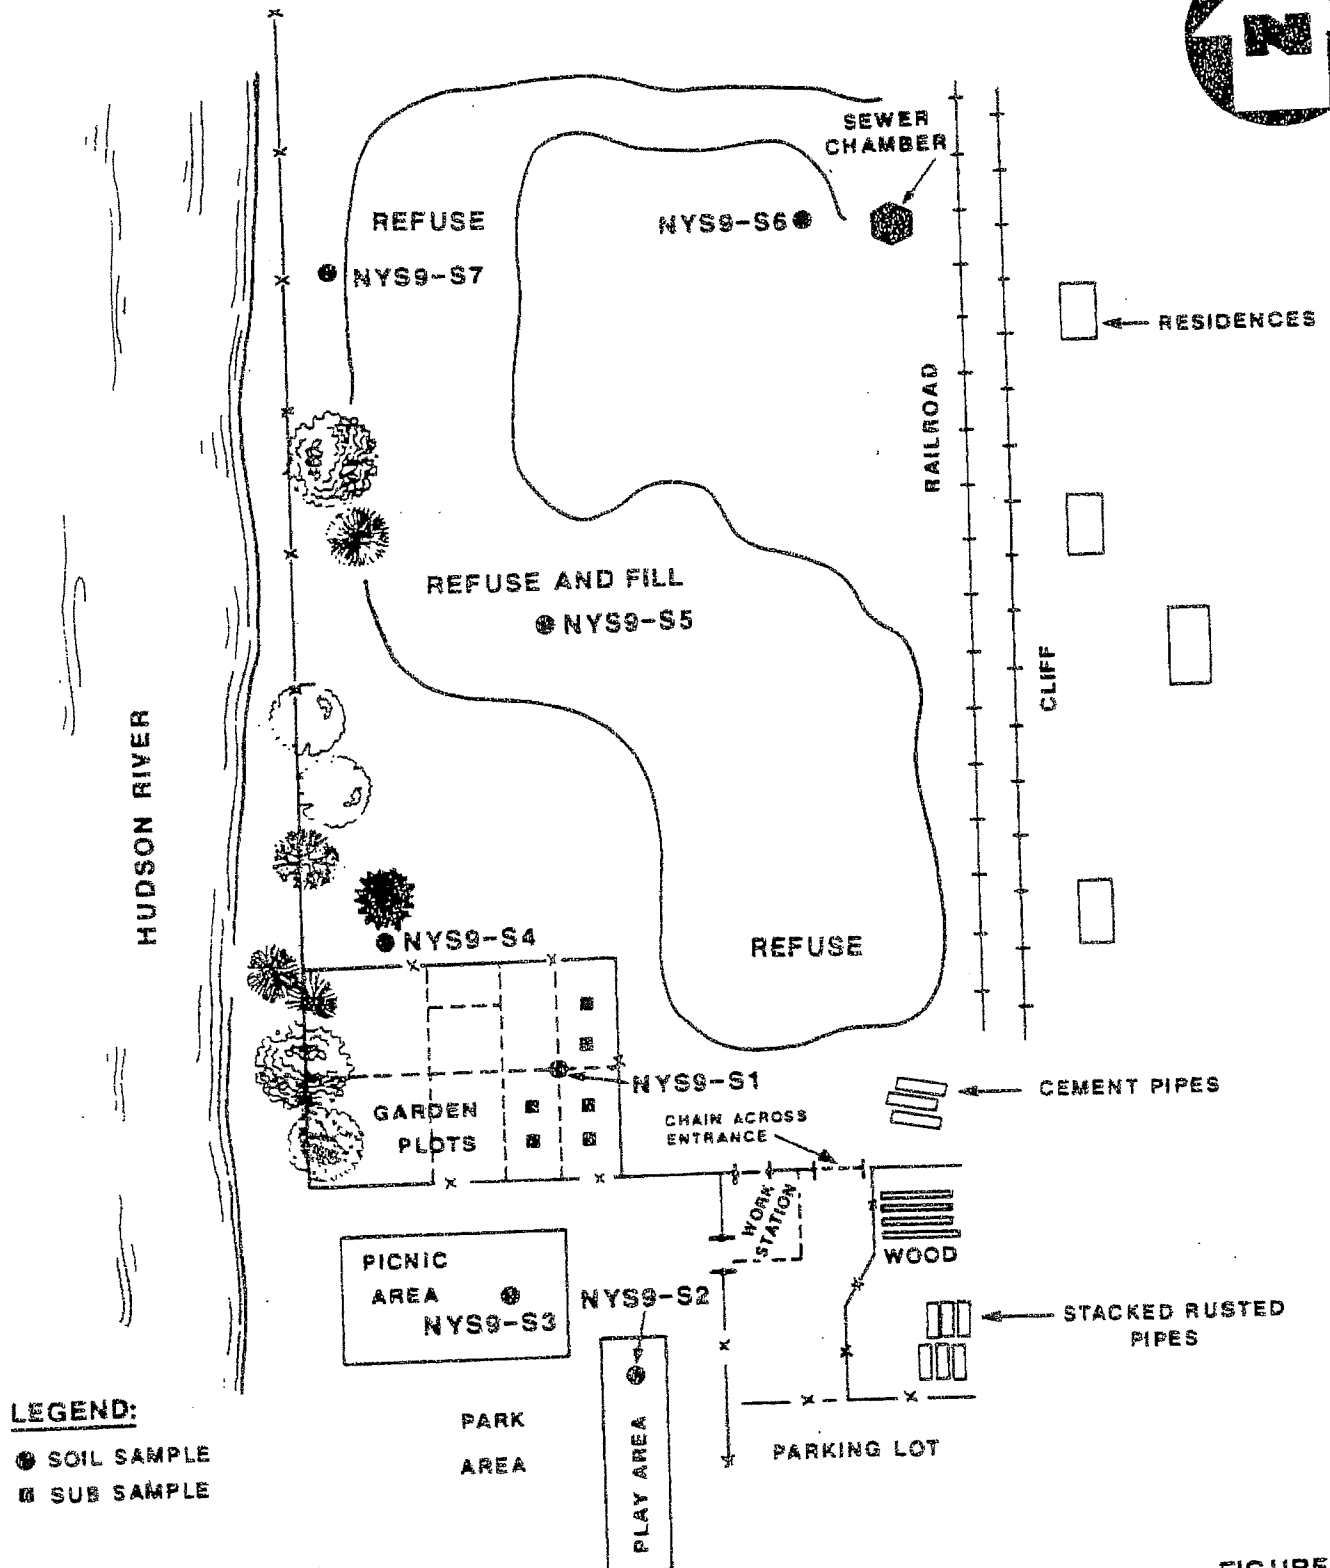 N
SEWER
CHAMBER
REFUSE
NYS9-S6
NYS9-S7
RESIDENCES
RAILROAD
REFUSE AND FILL
NYS9-S5
CLIFF
HUDSON RIVER
NYS9-S4
REFUSE
NYS9-S1
CEMENT PIPES
GARDEN
PLOTS
CHAIN ACROSS
ENTRANCE
WORK
STATION
WOOD
PICNIC
AREA
NYS9-S3
NYS9-S2
STACKED RUSTED
PIPES
LEGEND:
SOIL SAMPLE
SUB SAMPLE
PARK
AREA
PLAY AREA
PARKING LOT
FIGURE